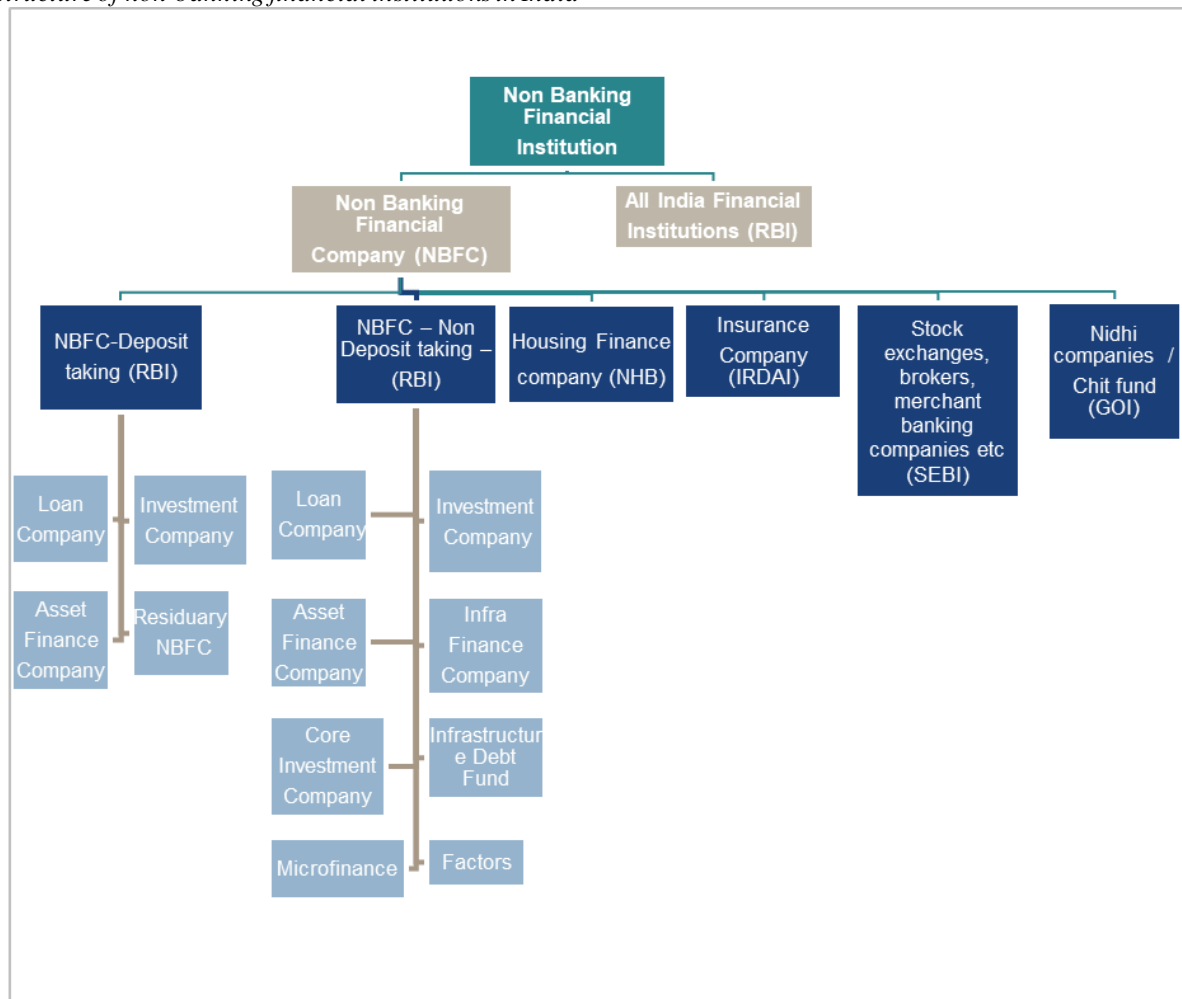 Non Banking
Financial
Institution
Non Banking
Financial
Company (NBFC)
All India Financial
Institutions (RBI)
NBFC-Deposit
taking (RBI)
NBFC – Non
Deposit taking –
(RBI)
Housing Finance
company (NHB)
Insurance
Company
(IRDAI)
Stock
exchanges,
brokers,
merchant
banking
companies etc
(SEBI)
Nidhi
companies /
Chit fund
(GOI)
Loan
Company
Investment
Company
Asset
Finance
Company
Residuary
NBFC
Loan
Company
Investment
Company
Asset
Finance
Company
Infra
Finance
Company
Core
Investment
Company
Infrastructur
e Debt
Fund
Microfinance
Factors